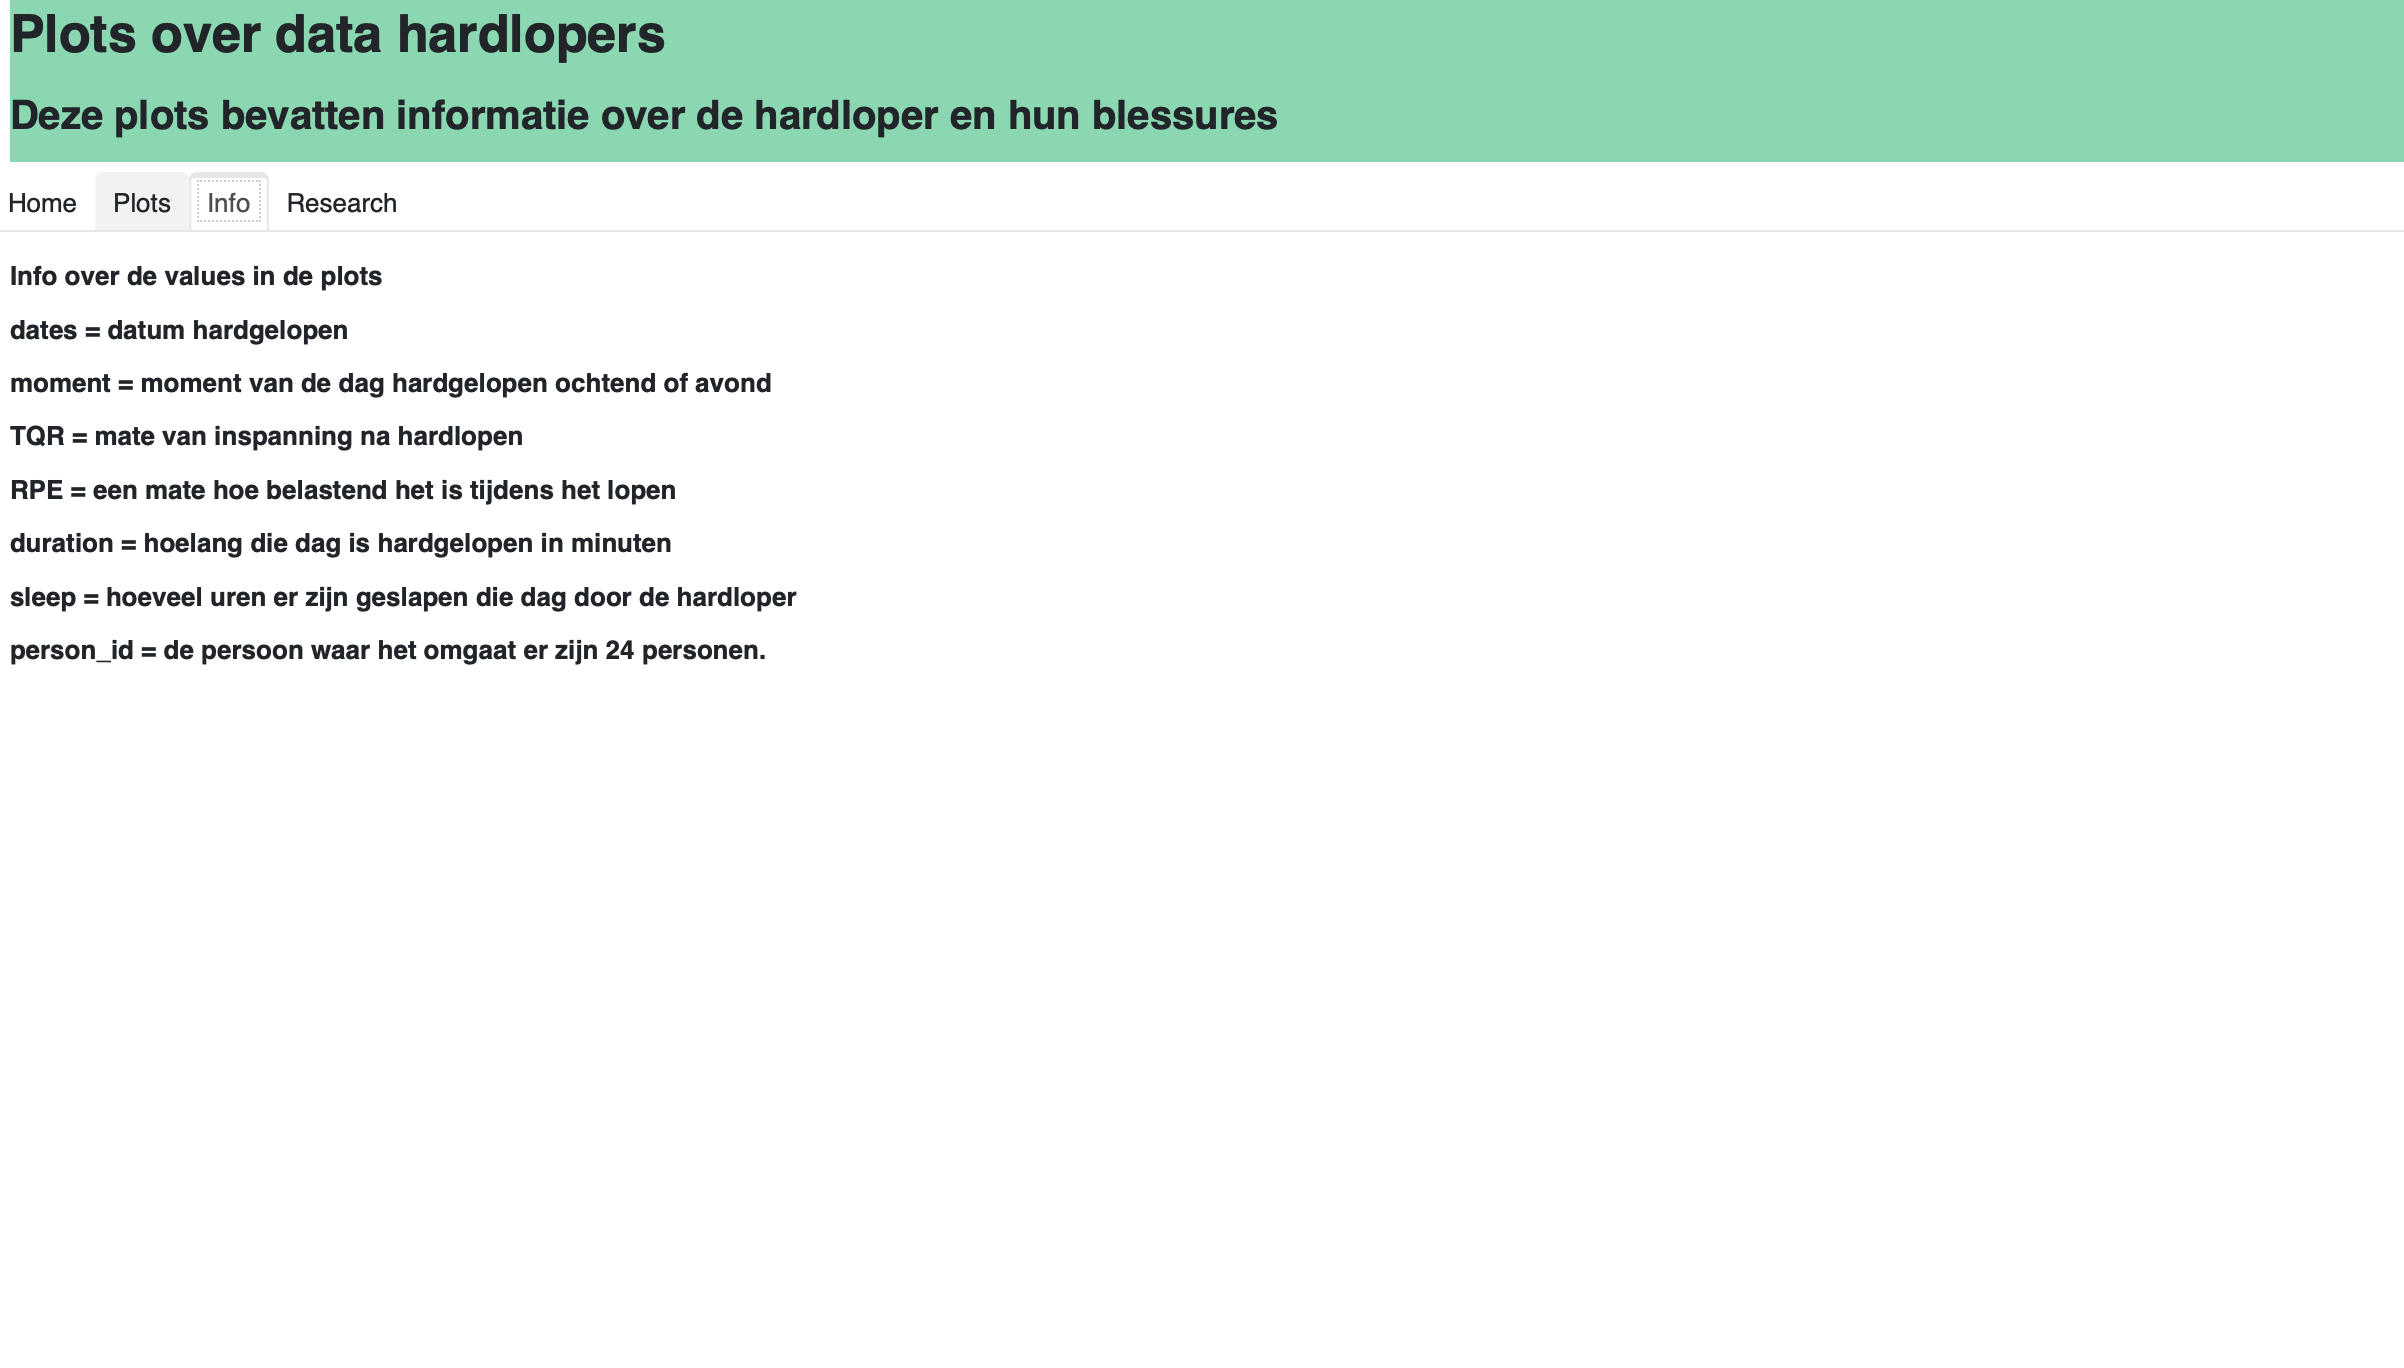 Plots over data hardlopers
Deze plots bevatten informatie over de hardloper en hun blessures
Home Plots Info Research
Info over de values in de plots
dates = datum hardgelopen
moment = moment van de dag hardgelopen ochtend of avond
TQR = mate van inspanning na hardlopen
RPE = een mate hoe belastend het is tijdens het lopen
duration = hoelang die dag is hardgelopen in minuten
sleep = hoeveel uren er zijn geslapen die dag door de hardloper
person_id = de persoon waar het omgaat er zijn 24 personen.